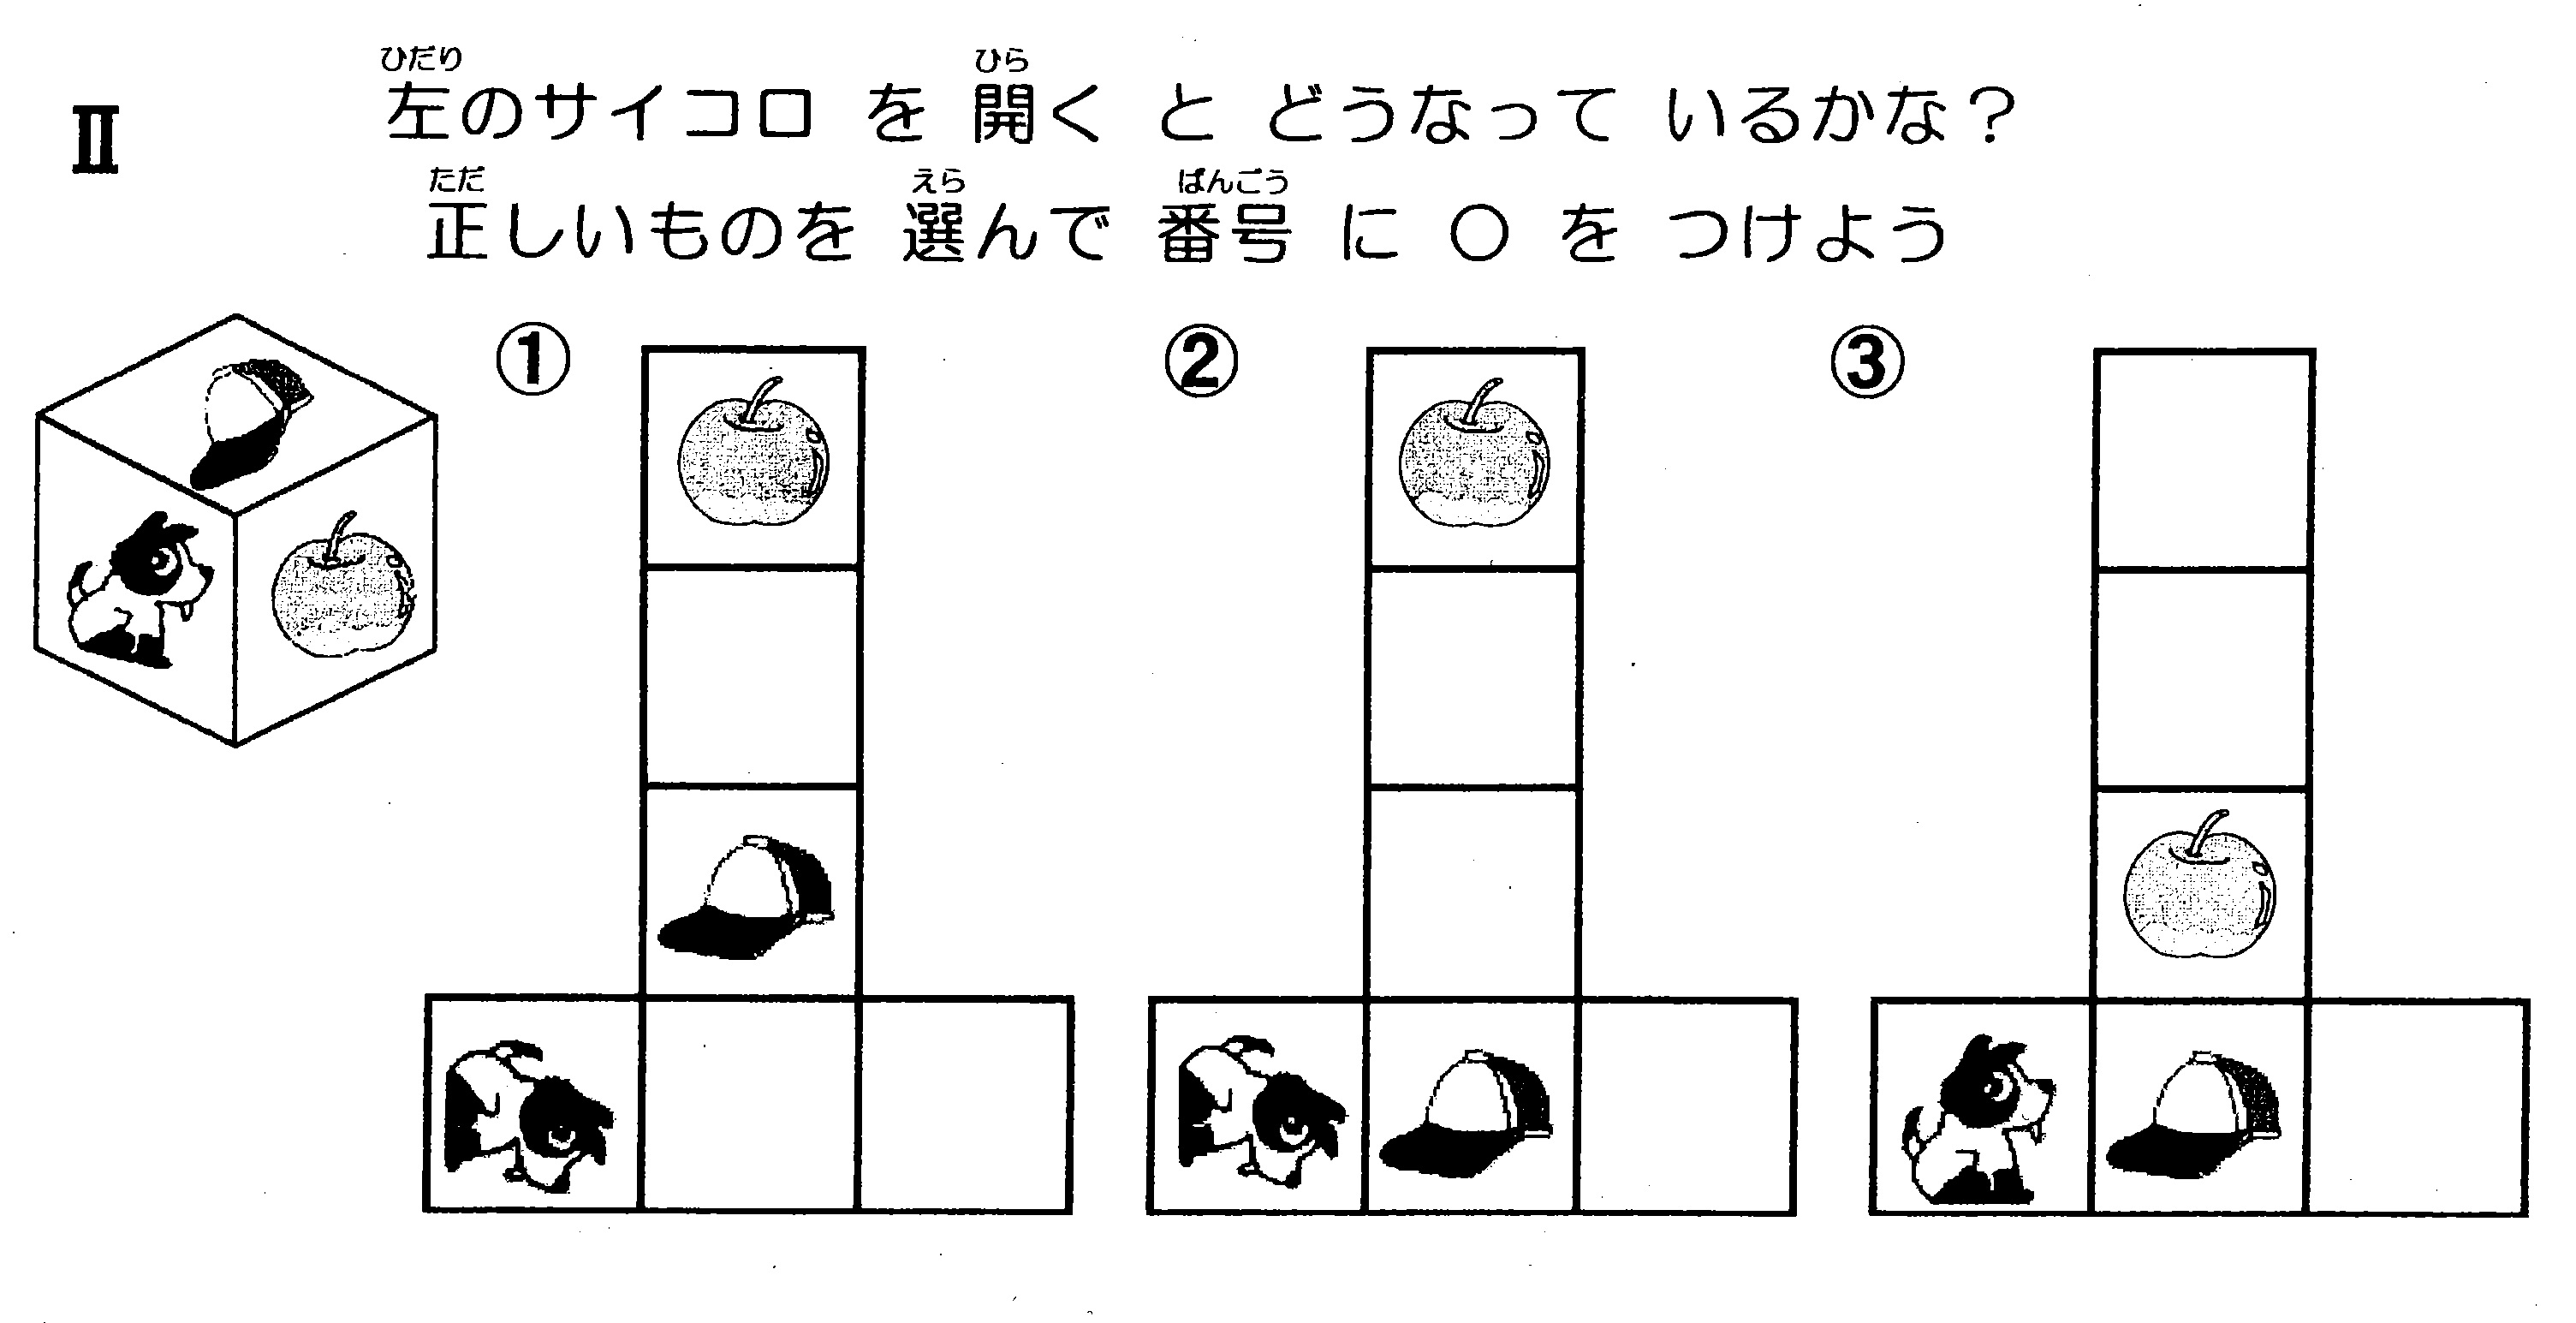 Ⅱ
ひだり ひら
左のサイコロ を 開く と どうなって いるかな？
ただ えら ばんごう
正しいものを 選んで 番号 に ○ を つけよう
① ② ③